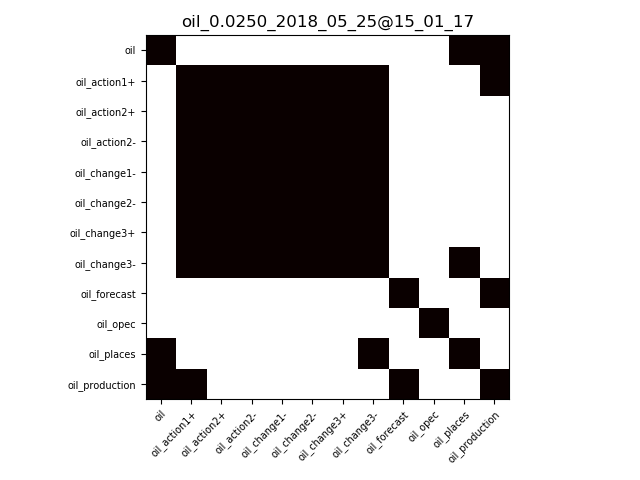 oil_0.0250_2018_05_25@15_01_17
oil
oil_action1+
oil_action2+
oil_action2-
oil_change1-
oil_change2-
oil_change3+
oil_change3-
oil_forecast
oil_opec
oil_places
oil_production
oil
oil_action1+
oil_action2+
oil_action2-
oil_change1-
oil_change2-
oil_change3+
oil_change3-
oil_forecast
oil_opec
oil_places
oil_production